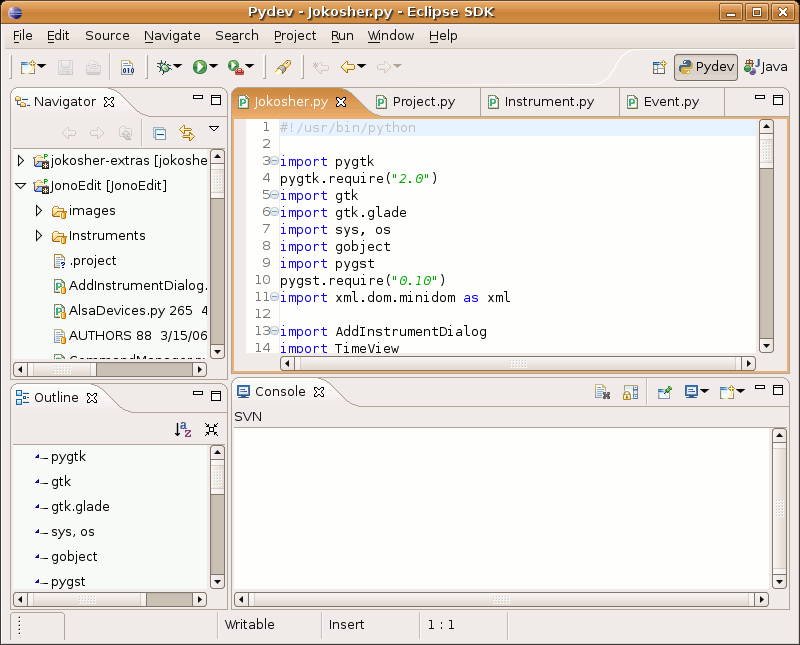 Pydev - Jokosher.py - Eclipse SDK
File Edit Source Navigate Search Project Run Window Help
010 Pydev Java
Navigator
jokosher-extras [jokoshe
JonoEdit [JonoEdit]
images
Instruments
.project
AddInstrumentDialog.
AlsaDevices.py 265 4
AUTHORS 88 3/15/06
CommandManager.py
Jokosher.py Project.py Instrument.py Event.py
1 #!/usr/bin/python
2
3 import pygtk
4 pygtk.require("2.0")
5 import gtk
6 import gtk.glade
7 import sys, os
8 import gobject
9 import pygst
10 pygst.require("0.10")
11 import xml.dom.minidom as xml
12
13 import AddInstrumentDialog
14 import TimeView
Outline
a z
pygtk
gtk
gtk.glade
sys, os
gobject
pygst
Console
SVN
Writable Insert 1 : 1